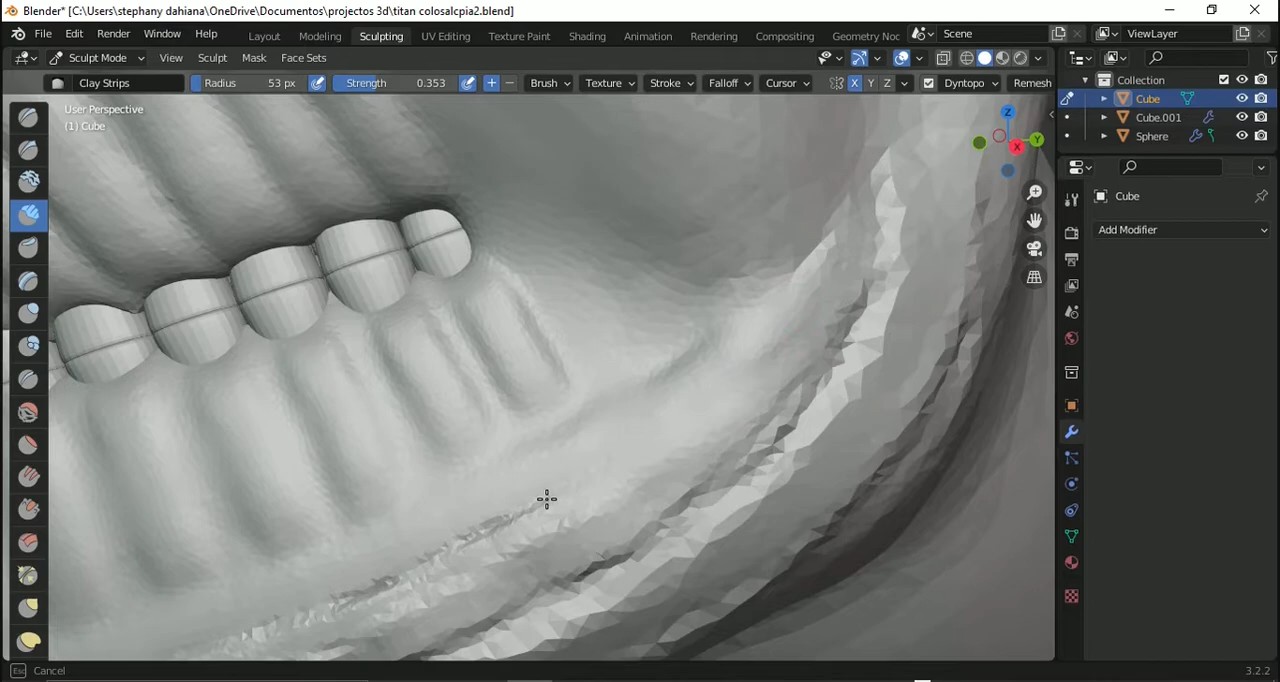 Blender* [C:\Users\stephany dahiana\OneDrive\Documentos\projectos 3d\titan colosalcpia2.blend]
File Edit Render Window Help Layout Modeling Sculpting UV Editing Texture Paint Shading Animation Rendering Compositing Geometry Noc Scene ViewLayer
Sculpt Mode View Sculpt Mask Face Sets
Clay Strips Radius 53 px Strength 0.353 Brush Texture Stroke Falloff Cursor X Y Z Dyntopo Remesh
User Perspective
(1) Cube
Z
Y
X
Collection
Cube
Cube.001
Sphere
Cube
Add Modifier
Esc Cancel 3.2.2